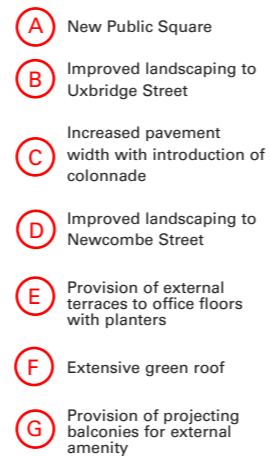 A New Public Square
B Improved landscaping to
Uxbridge Street
Increased pavement
C width with introduction of
colonnade
D Improved landscaping to
Newcombe Street
E Provision of external
terraces to office floors
with planters
F Extensive green roof
G Provision of projecting
balconies for external
amenity